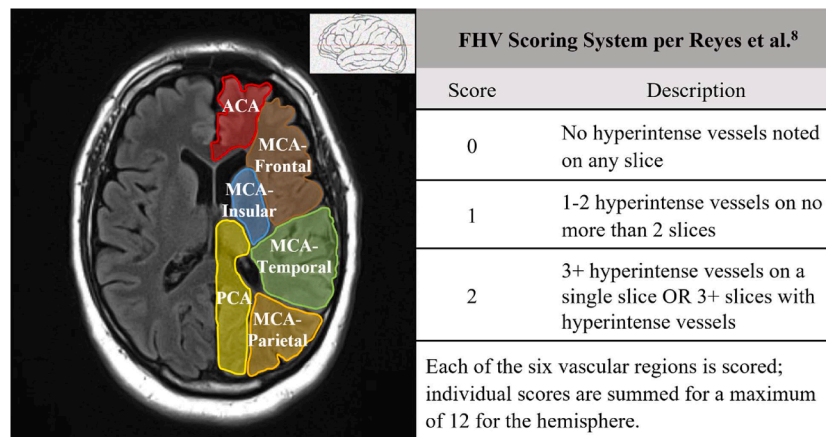 ACA
MCA-
Frontal
MCA-
Insular
MCA-
Temporal
PCA
MCA-
Parietal
FHV Scoring System per Reyes et al.⁸
Score Description
0 No hyperintense vessels noted
on any slice
1 1-2 hyperintense vessels on no
more than 2 slices
2 3+ hyperintense vessels on a
single slice OR 3+ slices with
hyperintense vessels
Each of the six vascular regions is scored;
individual scores are summed for a maximum
of 12 for the hemisphere.